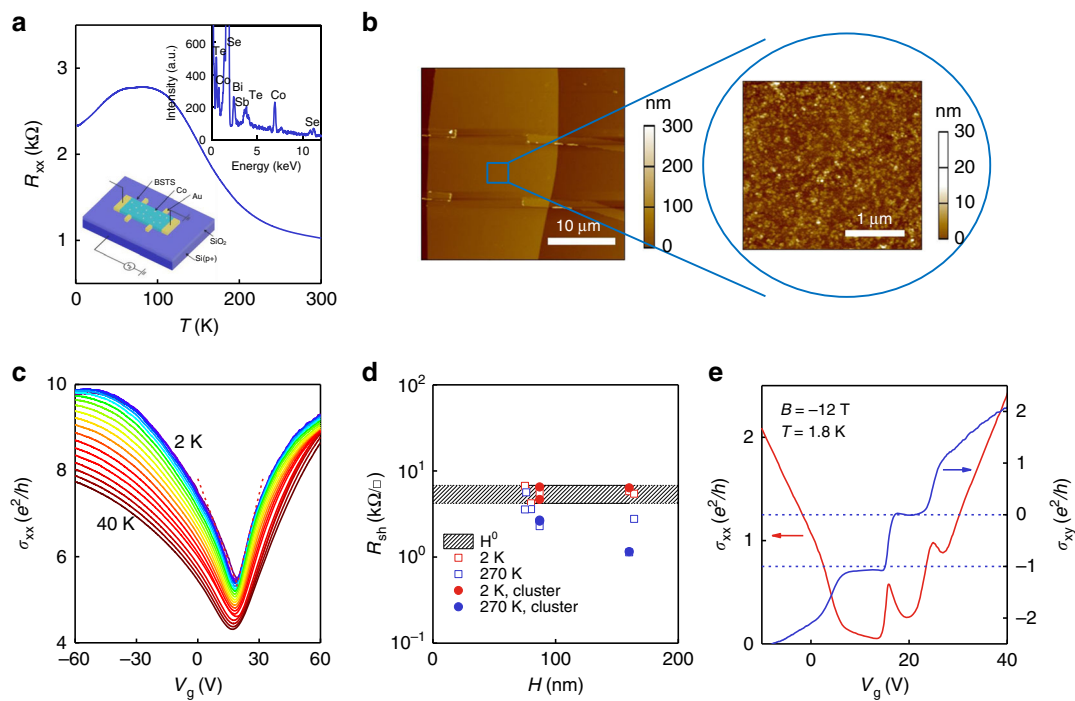 a
3
2
1
R_xx (kΩ)
0
100
200
300
T (K)
600
400
200
0
Intensity (a.u.)
0
5
10
Energy (keV)
Te
Se
Co
Bi
Sb
Te
Co
Se
BSTS
Co
Au
SiO₂
Si(p+)
b
nm
300
200
100
0
10 μm
nm
30
20
10
0
1 μm
c
10
8
6
4
σ_xx (e²/h)
2 K
40 K
−60
−30
0
30
60
V_g (V)
d
10²
10¹
10⁰
10⁻¹
R_sh (kΩ/□)
H⁰
2 K
270 K
2 K, cluster
270 K, cluster
0
100
200
H (nm)
e
B = −12 T
T = 1.8 K
2
1
0
σ_xx (e²/h)
2
1
0
−1
−2
σ_xy (e²/h)
0
20
40
V_g (V)